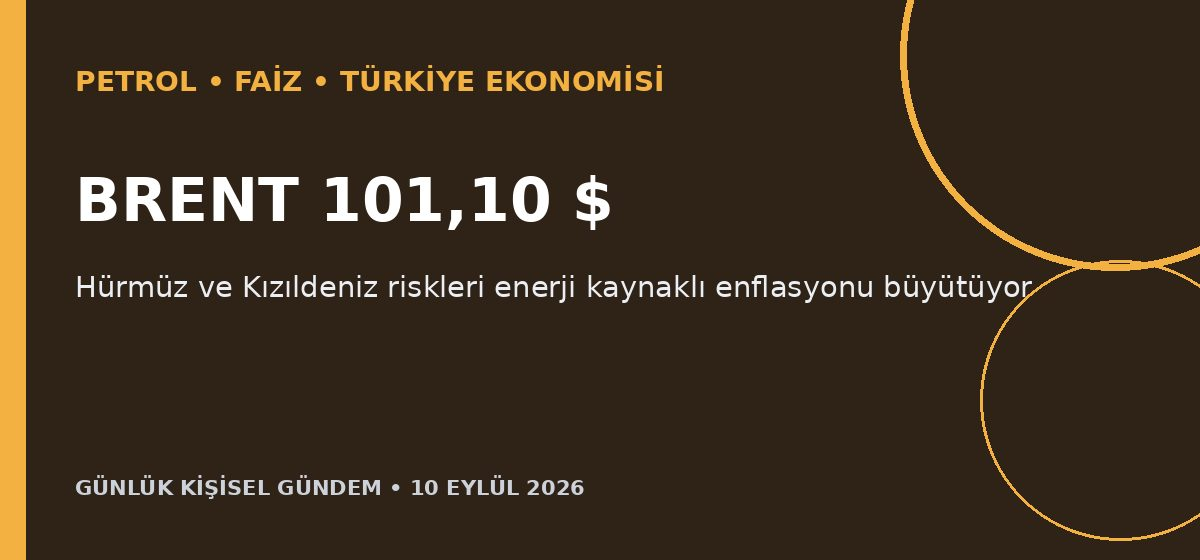 PETROL • FAİZ • TÜRKİYE EKONOMİSİ
BRENT 101,10 $
Hürmüz ve Kızıldeniz riskleri enerji kaynaklı enflasyonu büyütüyor
GÜNLÜK KİŞİSEL GÜNDEM • 10 EYLÜL 2026